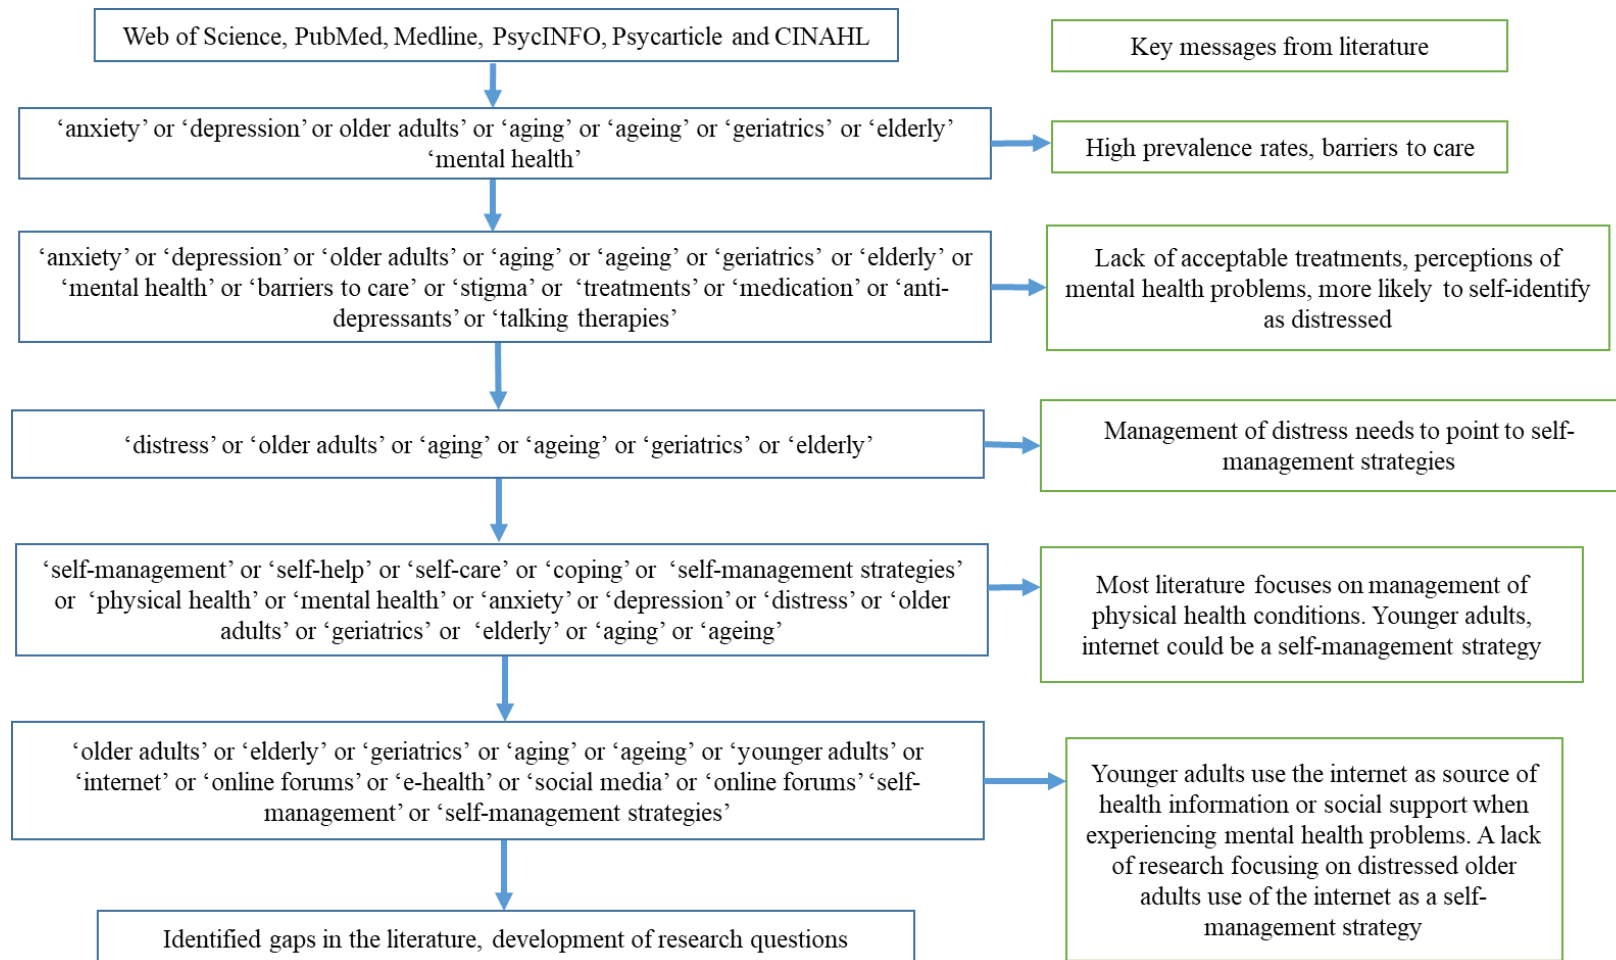 Web of Science, PubMed, Medline, PsycINFO, Psycarticle and CINAHL
Key messages from literature
‘anxiety’ or ‘depression’ or older adults’ or ‘aging’ or ‘ageing’ or ‘geriatrics’ or ‘elderly’
‘mental health’
High prevalence rates, barriers to care
‘anxiety’ or ‘depression’ or ‘older adults’ or ‘aging’ or ‘ageing’ or ‘geriatrics’ or ‘elderly’ or
‘mental health’ or ‘barriers to care’ or ‘stigma’ or ‘treatments’ or ‘medication’ or ‘anti-
depressants’ or ‘talking therapies’
Lack of acceptable treatments, perceptions of
mental health problems, more likely to self-identify
as distressed
‘distress’ or ‘older adults’ or ‘aging’ or ‘ageing’ or ‘geriatrics’ or ‘elderly’
Management of distress needs to point to self-
management strategies
‘self-management’ or ‘self-help’ or ‘self-care’ or ‘coping’ or ‘self-management strategies’
or ‘physical health’ or ‘mental health’ or ‘anxiety’ or ‘depression’ or ‘distress’ or ‘older
adults’ or ‘geriatrics’ or ‘elderly’ or ‘aging’ or ‘ageing’
Most literature focuses on management of
physical health conditions. Younger adults,
internet could be a self-management strategy
‘older adults’ or ‘elderly’ or ‘geriatrics’ or ‘aging’ or ‘ageing’ or ‘younger adults’ or
‘internet’ or ‘online forums’ or ‘e-health’ or ‘social media’ or ‘online forums’ ‘self-
management’ or ‘self-management strategies’
Younger adults use the internet as source of
health information or social support when
experiencing mental health problems. A lack
of research focusing on distressed older
adults use of the internet as a self-
management strategy
Identified gaps in the literature, development of research questions